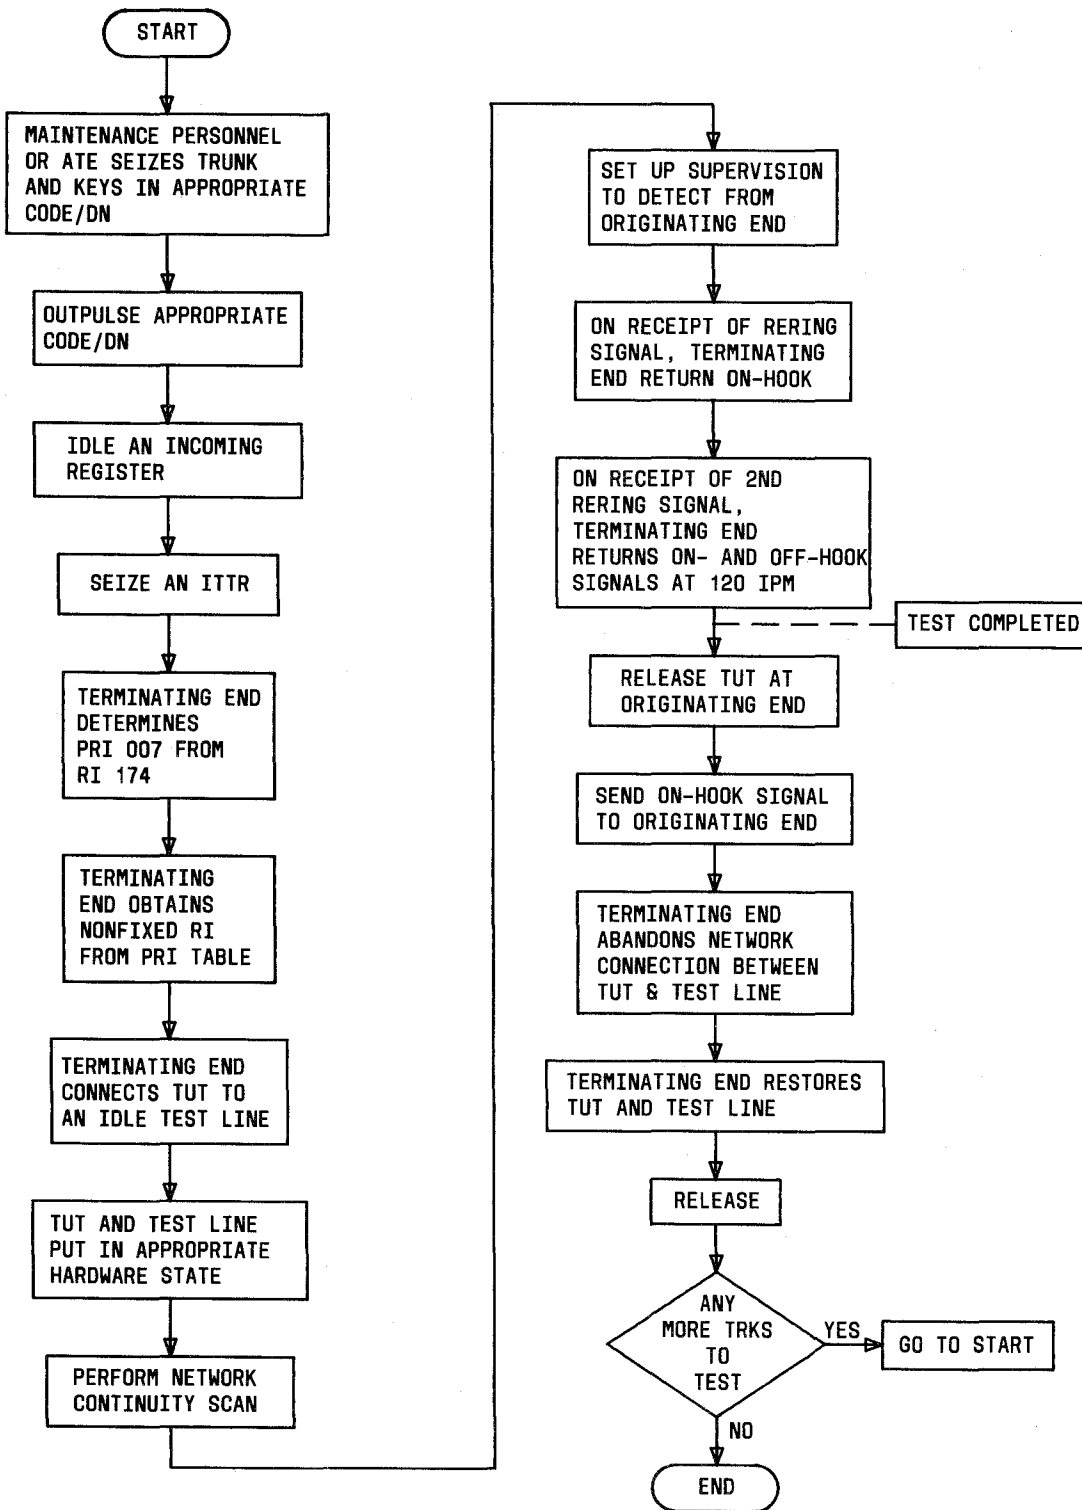 START
MAINTENANCE PERSONNEL
OR ATE SEIZES TRUNK
AND KEYS IN APPROPRIATE
CODE/DN
OUTPULSE APPROPRIATE
CODE/DN
IDLE AN INCOMING
REGISTER
SEIZE AN ITTR
TERMINATING END
DETERMINES
PRI 007 FROM
RI 174
TERMINATING
END OBTAINS
NONFIXED RI
FROM PRI TABLE
TERMINATING END
CONNECTS TUT TO
AN IDLE TEST LINE
TUT AND TEST LINE
PUT IN APPROPRIATE
HARDWARE STATE
PERFORM NETWORK
CONTINUITY SCAN
SET UP SUPERVISION
TO DETECT FROM
ORIGINATING END
ON RECEIPT OF RERING
SIGNAL, TERMINATING
END RETURN ON-HOOK
ON RECEIPT OF 2ND
RERING SIGNAL,
TERMINATING END
RETURNS ON- AND OFF-HOOK
SIGNALS AT 120 IPM
TEST COMPLETED
RELEASE TUT AT
ORIGINATING END
SEND ON-HOOK SIGNAL
TO ORIGINATING END
TERMINATING END
ABANDONS NETWORK
CONNECTION BETWEEN
TUT & TEST LINE
TERMINATING END RESTORES
TUT AND TEST LINE
RELEASE
ANY
MORE TRKS
TO
TEST
YES
GO TO START
NO
END